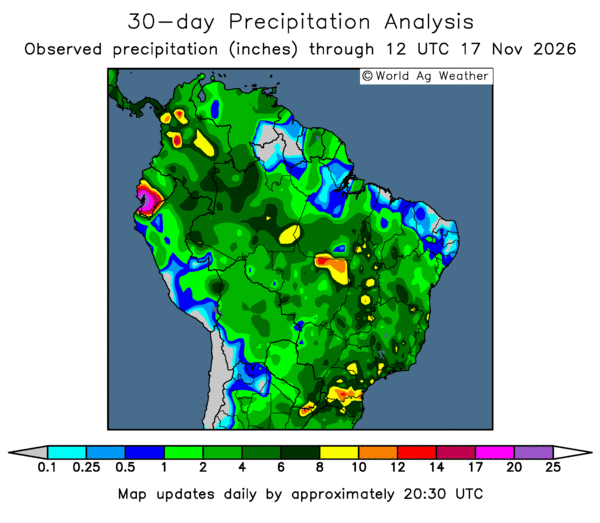 30-day Precipitation Analysis
Observed precipitation (inches) through 12 UTC 17 Nov 2026
© World Ag Weather
0.1 0.25 0.5 1 2 4 6 8 10 12 14 17 20 25
Map updates daily by approximately 20:30 UTC